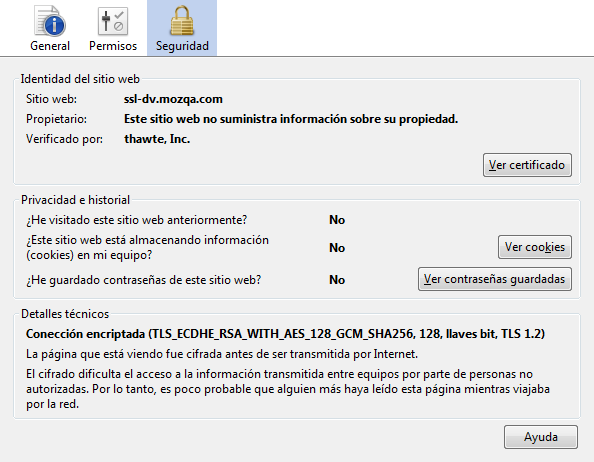 General Permisos Seguridad
Identidad del sitio web
Sitio web: ssl-dv.mozqa.com
Propietario: Este sitio web no suministra información sobre su propiedad.
Verificado por: thawte, Inc.
Ver certificado
Privacidad e historial
¿He visitado este sitio web anteriormente? No
¿Este sitio web está almacenando información
(cookies) en mi equipo? No Ver cookies
¿He guardado contraseñas de este sitio web? No Ver contraseñas guardadas
Detalles técnicos
Conección encriptada (TLS_ECDHE_RSA_WITH_AES_128_GCM_SHA256, 128, llaves bit, TLS 1.2)
La página que está viendo fue cifrada antes de ser transmitida por Internet.
El cifrado dificulta el acceso a la información transmitida entre equipos por parte de personas no
autorizadas. Por lo tanto, es poco probable que alguien más haya leído esta página mientras viajaba
por la red.
Ayuda